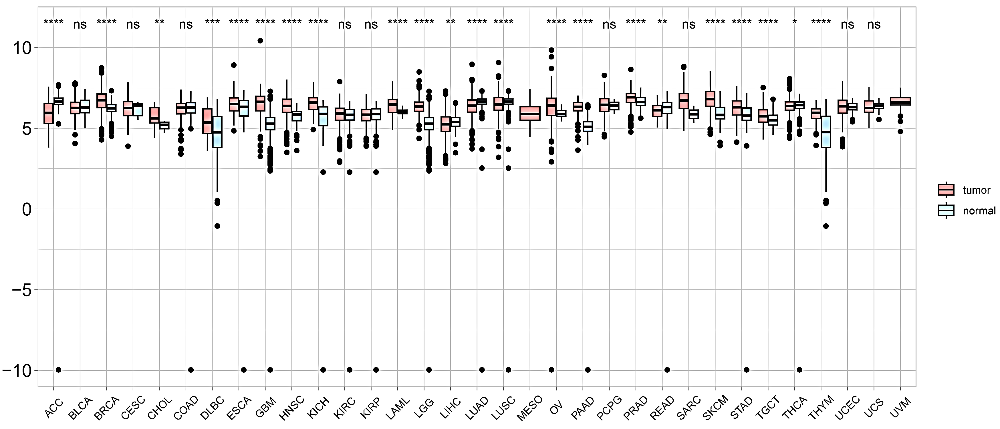 **** ns **** ns ** ns *** **** **** **** **** ns ns **** **** ** **** **** **** **** ns **** ** ns **** **** **** * **** ns ns
10
5
0
−5
−10
tumor
normal
ACC BLCA BRCA CESC CHOL COAD DLBC ESCA GBM HNSC KICH KIRC KIRP LAML LGG LIHC LUAD LUSC MESO OV PAAD PCPG PRAD READ SARC SKCM STAD TGCT THCA THYM UCEC UCS UVM